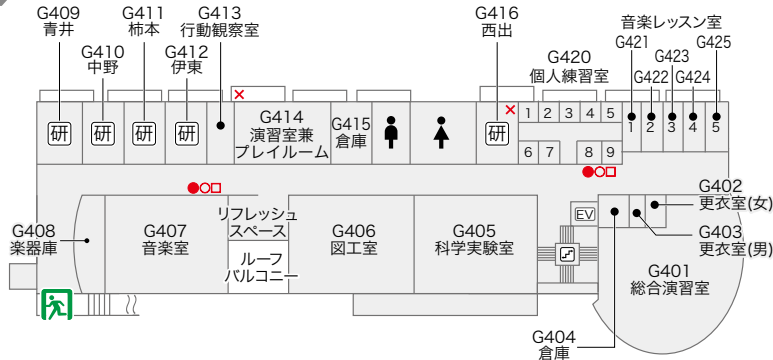 G409
青井
G410
中野
G411
柿本
G412
伊東
G413
行動観察室
G416
西出
G420
個人練習室
音楽レッスン室
G421
G422
G423
G424
G425
研
研
研
研
G414
演習室兼
プレイルーム
G415
倉庫
研
1 2 3 4 5
6 7 8 9
1 2 3 4 5
G408
楽器庫
G407
音楽室
リフレッシュ
スペース
ルーフ
バルコニー
G406
図工室
G405
科学実験室
EV
G402
更衣室(女)
G403
更衣室(男)
G401
総合演習室
G404
倉庫